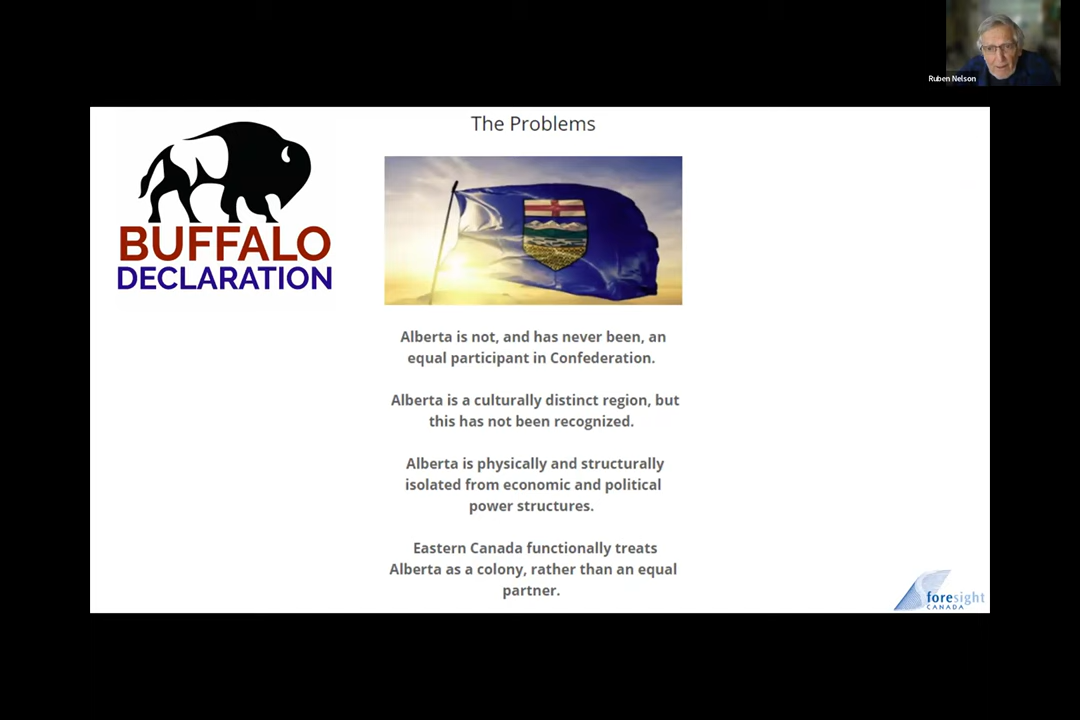 Ruben Nelson
The Problems
BUFFALO
DECLARATION
Alberta is not, and has never been, an
equal participant in Confederation.
Alberta is a culturally distinct region, but
this has not been recognized.
Alberta is physically and structurally
isolated from economic and political
power structures.
Eastern Canada functionally treats
Alberta as a colony, rather than an equal
partner.
foresight
CANADA